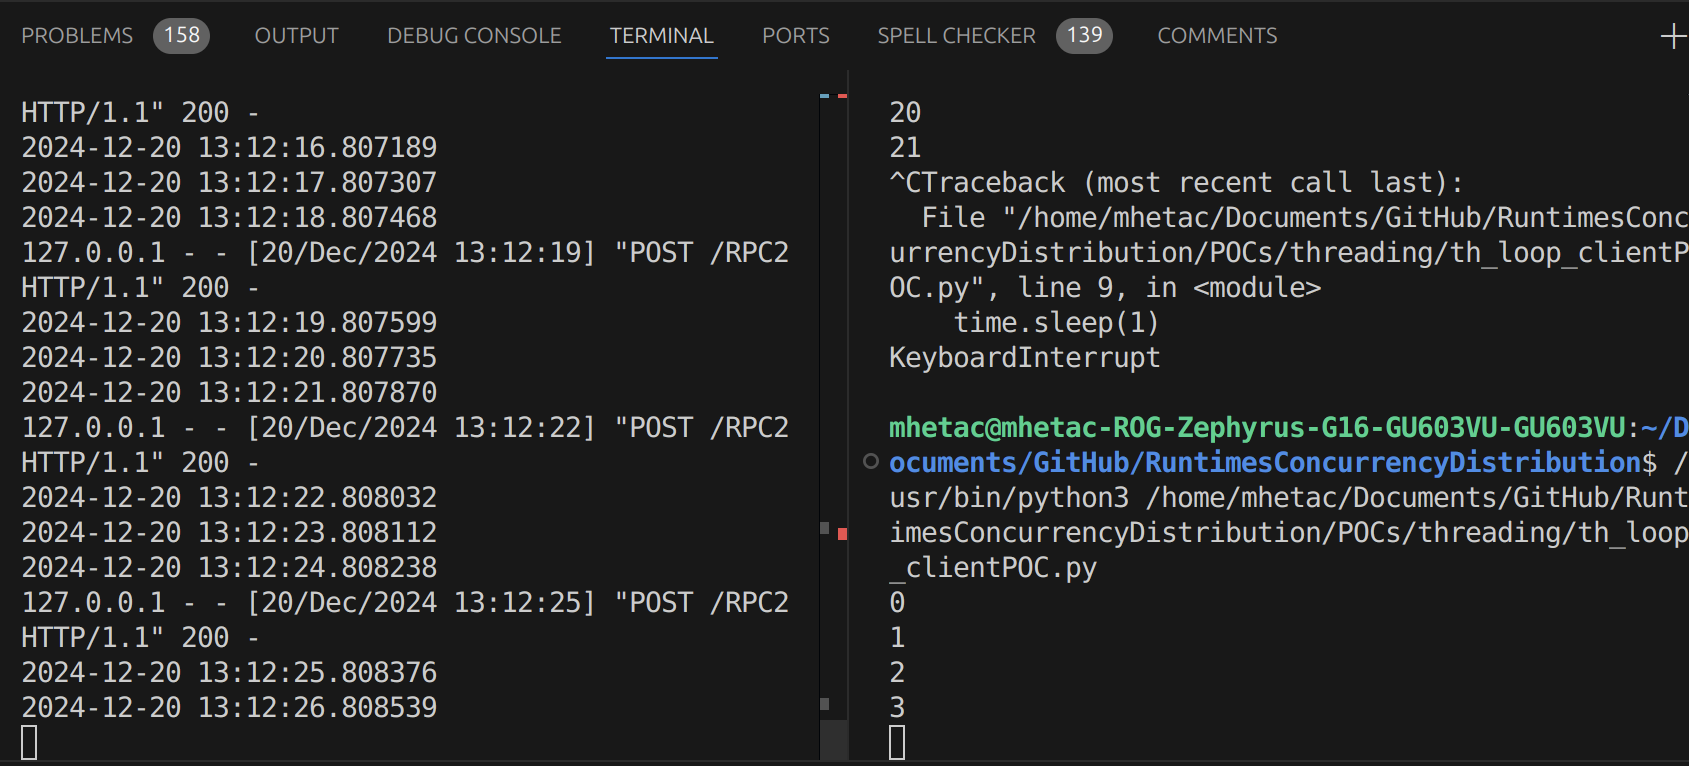 PROBLEMS 158 OUTPUT DEBUG CONSOLE TERMINAL PORTS SPELL CHECKER 139 COMMENTS
HTTP/1.1" 200 -
2024-12-20 13:12:16.807189
2024-12-20 13:12:17.807307
2024-12-20 13:12:18.807468
127.0.0.1 - - [20/Dec/2024 13:12:19] "POST /RPC2
HTTP/1.1" 200 -
2024-12-20 13:12:19.807599
2024-12-20 13:12:20.807735
2024-12-20 13:12:21.807870
127.0.0.1 - - [20/Dec/2024 13:12:22] "POST /RPC2
HTTP/1.1" 200 -
2024-12-20 13:12:22.808032
2024-12-20 13:12:23.808112
2024-12-20 13:12:24.808238
127.0.0.1 - - [20/Dec/2024 13:12:25] "POST /RPC2
HTTP/1.1" 200 -
2024-12-20 13:12:25.808376
2024-12-20 13:12:26.808539
20
21
^CTraceback (most recent call last):
  File "/home/mhetac/Documents/GitHub/RuntimesConc
urrencyDistribution/POCs/threading/th_loop_clientP
OC.py", line 9, in <module>
    time.sleep(1)
KeyboardInterrupt
mhetac@mhetac-ROG-Zephyrus-G16-GU603VU-GU603VU:~/D
ocuments/GitHub/RuntimesConcurrencyDistribution$ /
usr/bin/python3 /home/mhetac/Documents/GitHub/Runt
imesConcurrencyDistribution/POCs/threading/th_loop
_clientPOC.py
0
1
2
3